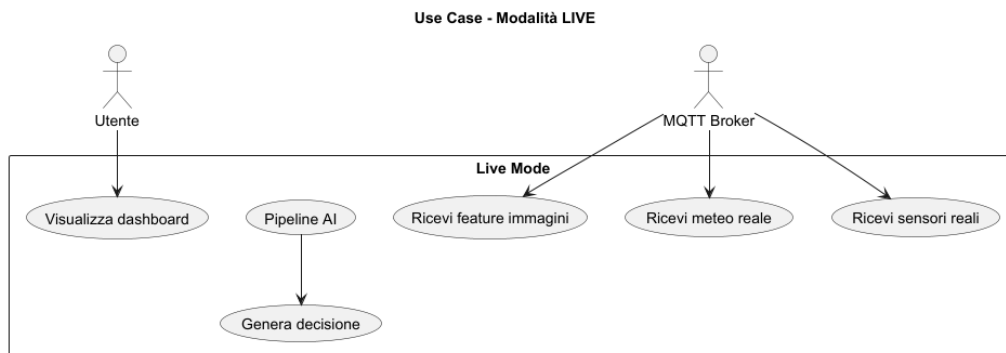 Use Case - Modalità LIVE
Utente
MQTT Broker
Live Mode
Visualizza dashboard
Pipeline AI
Ricevi feature immagini
Ricevi meteo reale
Ricevi sensori reali
Genera decisione